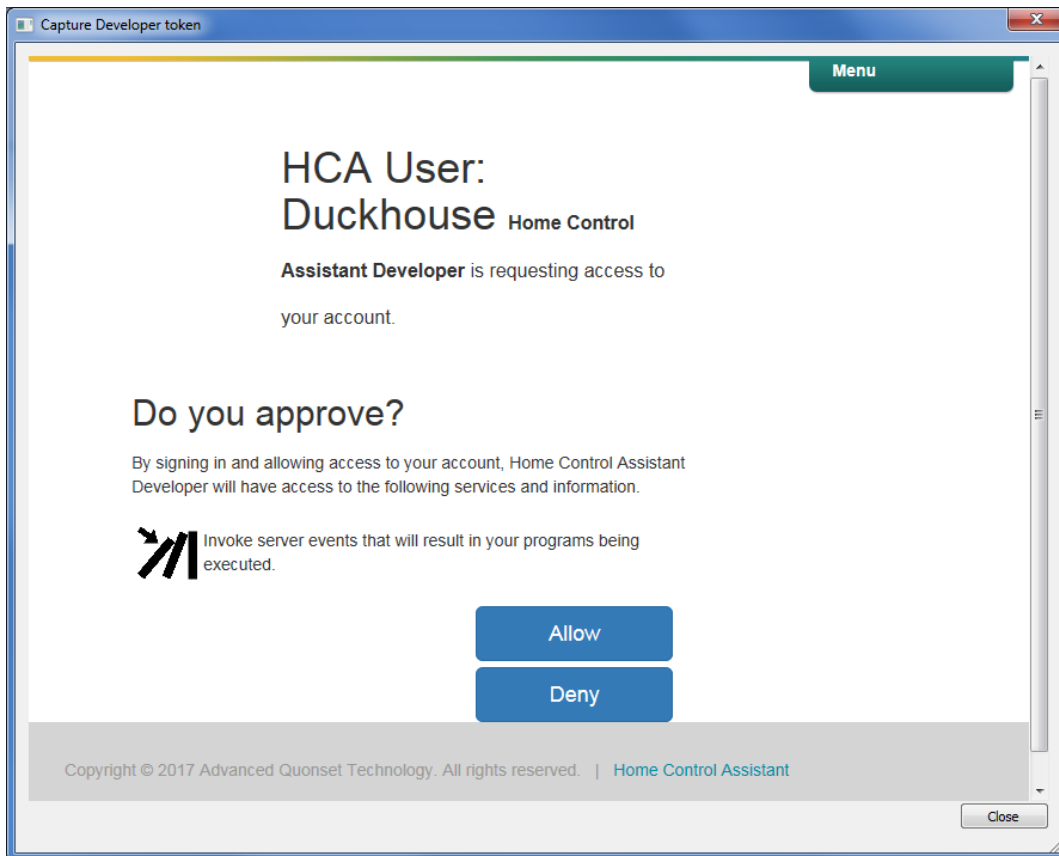 Capture Developer token
Menu
HCA User:
Duckhouse Home Control
Assistant Developer is requesting access to
your account.
Do you approve?
By signing in and allowing access to your account, Home Control Assistant
Developer will have access to the following services and information.
Invoke server events that will result in your programs being
executed.
Allow
Deny
Copyright © 2017 Advanced Quonset Technology. All rights reserved. | Home Control Assistant
Close